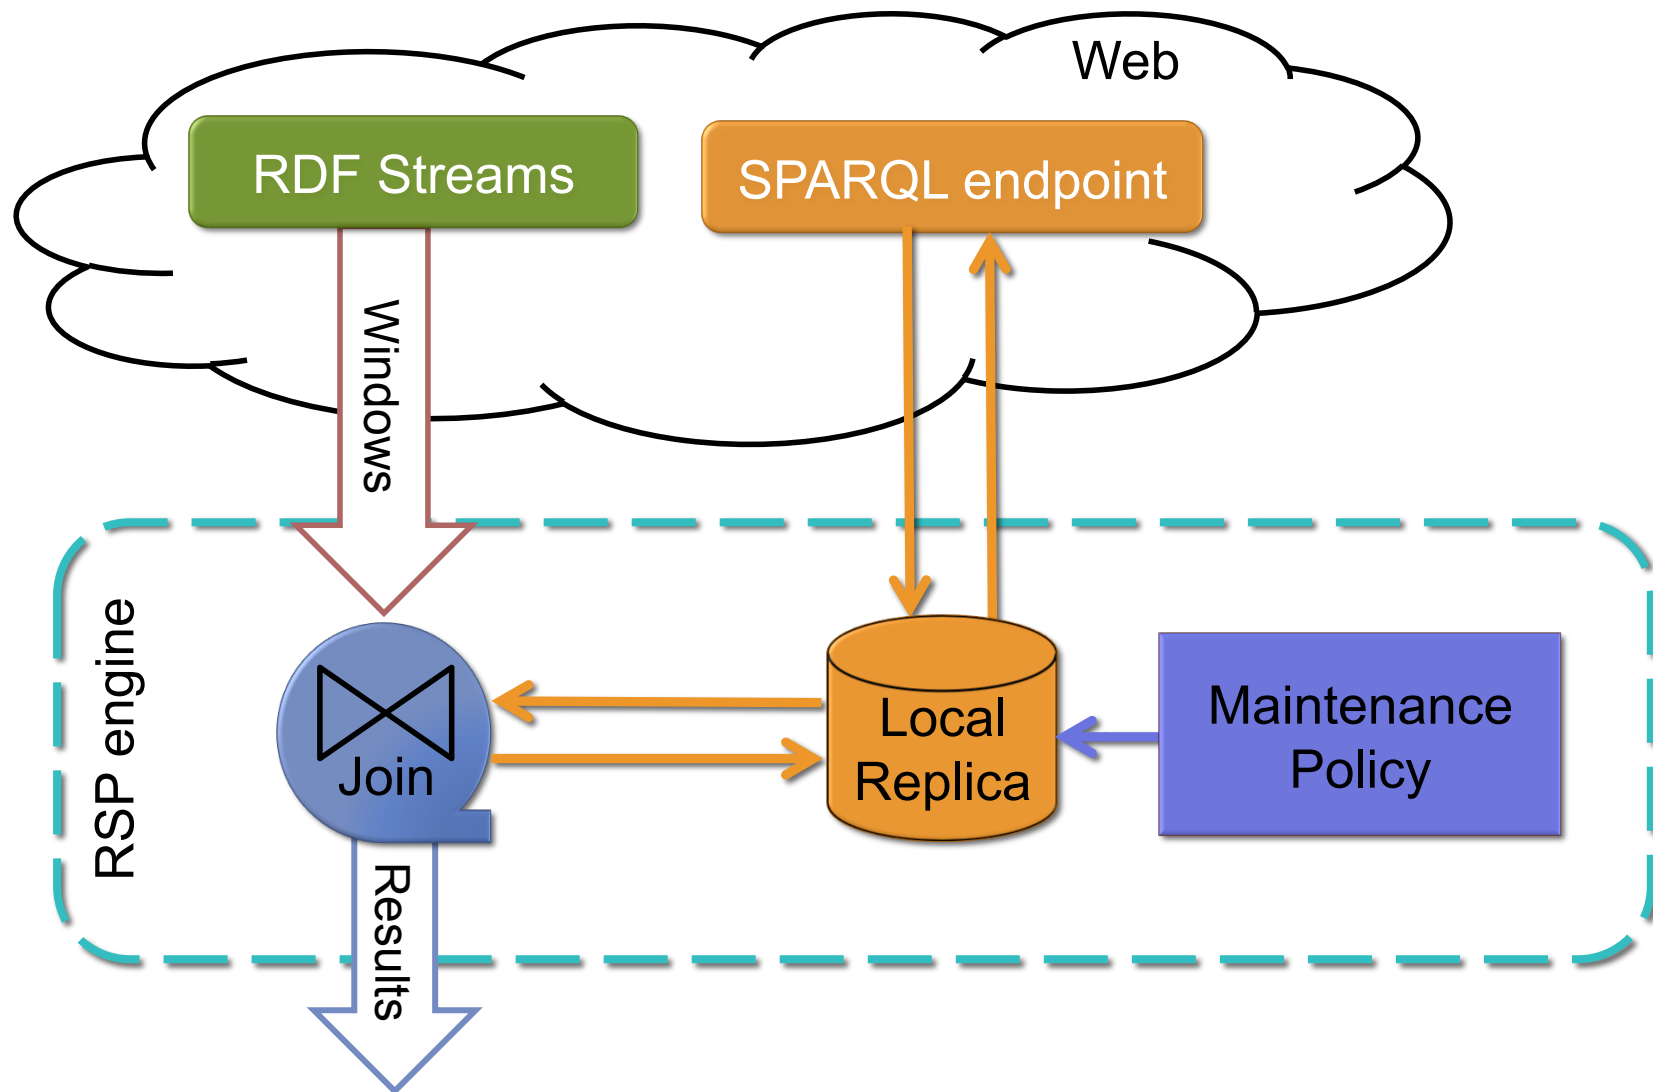 Web
RDF Streams
SPARQL endpoint
Windows
RSP engine
Join
Local
Replica
Maintenance
Policy
Results